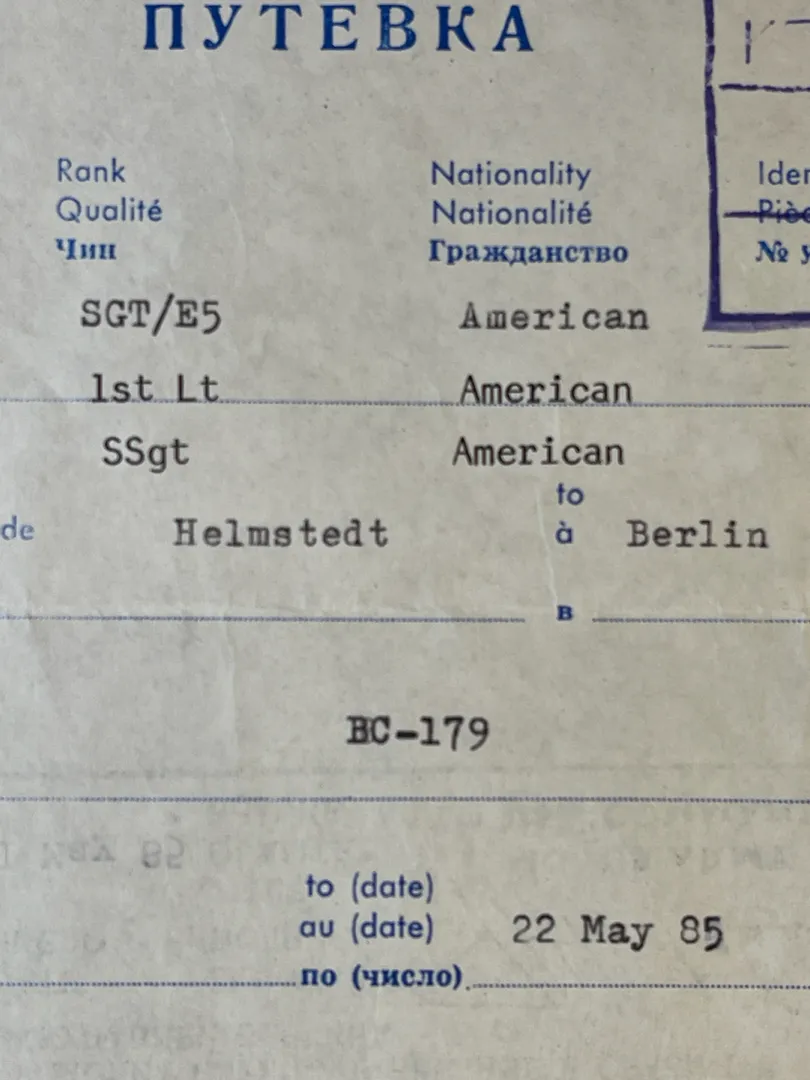 ПУТЕВКА
Rank Nationality
Qualité Nationalité
Чин Гражданство №
SGT/E5 American
1st Lt American
SSgt American
to
de Helmstedt à Berlin
в
BC-179
to (date)
au (date) 22 May 85
по (число)